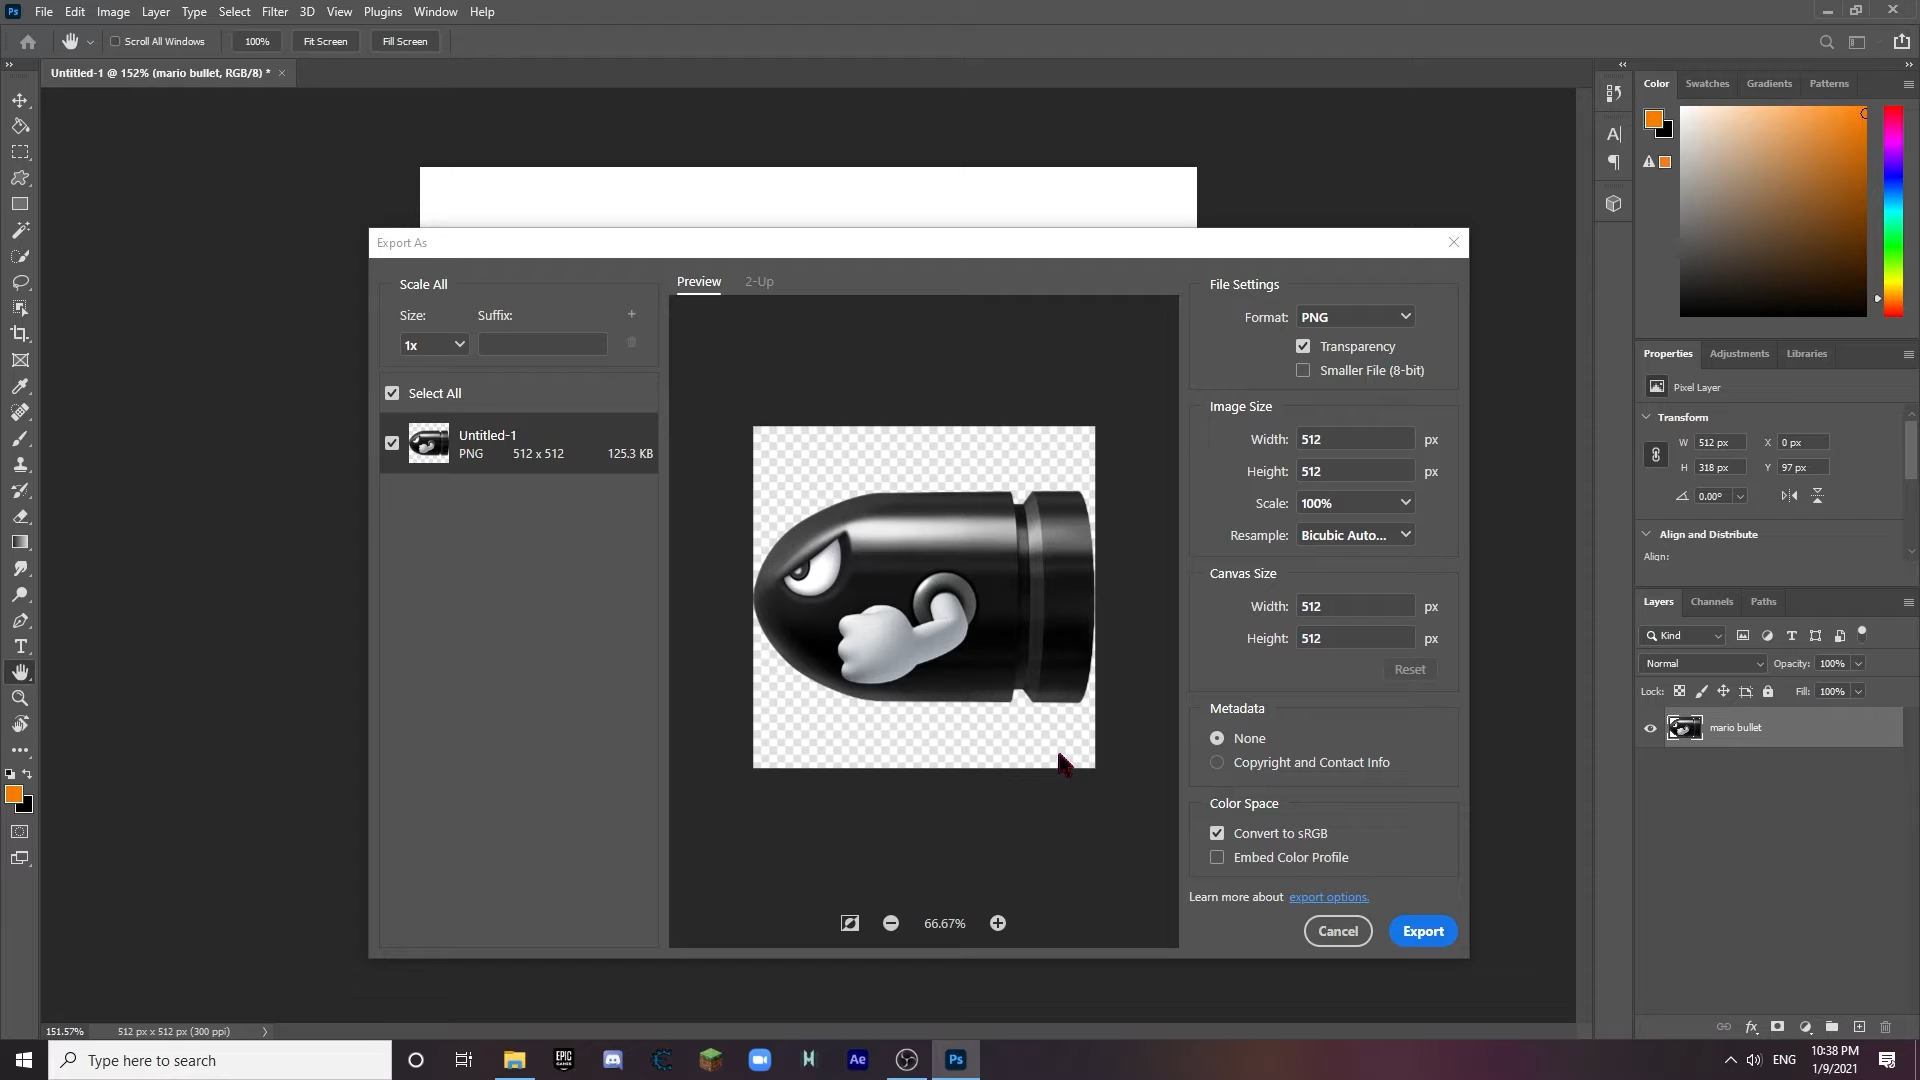 Ps File Edit Image Layer Type Select Filter 3D View Plugins Window Help
Scroll All Windows 100% Fit Screen Fill Screen
Untitled-1 @ 152% (mario bullet, RGB/8) * ×
Color Swatches Gradients Patterns
Export As
Scale All
Size: Suffix:
1x
Select All
Untitled-1
PNG 512 x 512 125.3 KB
Preview 2-Up
66.67%
File Settings
Format: PNG
Transparency
Smaller File (8-bit)
Image Size
Width: 512 px
Height: 512 px
Scale: 100%
Resample: Bicubic Auto...
Canvas Size
Width: 512 px
Height: 512 px
Reset
Metadata
None
Copyright and Contact Info
Color Space
Convert to sRGB
Embed Color Profile
Learn more about export options.
Cancel Export
Properties Adjustments Libraries
Pixel Layer
Transform
W 512 px X 0 px
H 318 px Y 97 px
0.00°
Align and Distribute
Align:
Layers Channels Paths
Kind
Normal Opacity: 100%
Lock: Fill: 100%
mario bullet
fx
151.57% 512 px x 512 px (300 ppi)
Type here to search
EPIC GAMES
Ae
Ps
ENG
10:38 PM
1/9/2021